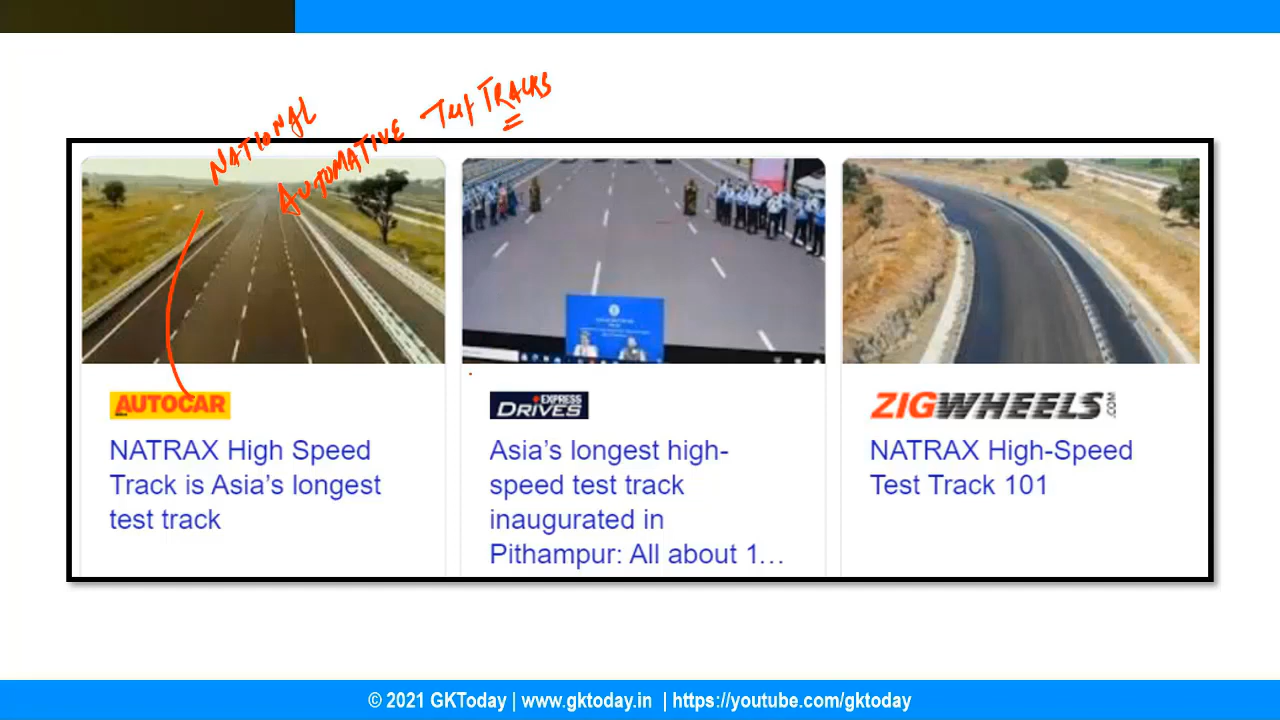 NATIONAL
AUTOMATIVE Test TRACKS
AUTOCAR
NATRAX High Speed
Track is Asia's longest
test track
EXPRESS
DRIVES
Asia's longest high-
speed test track
inaugurated in
Pithampur: All about 1...
ZIGWHEELS.COM
NATRAX High-Speed
Test Track 101
© 2021 GKToday | www.gktoday.in | https://youtube.com/gktoday